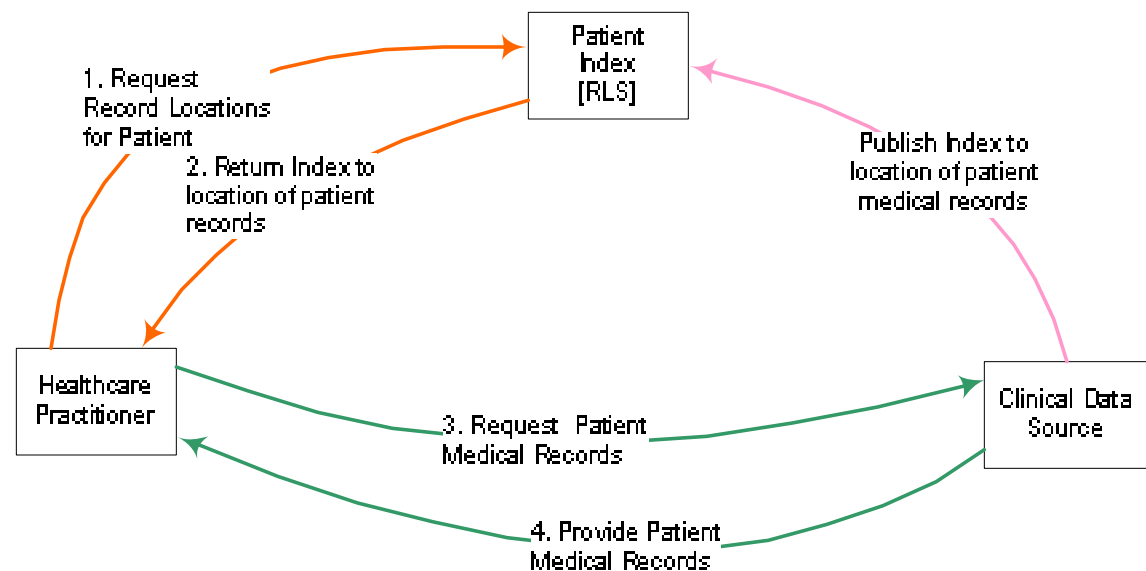 Patient
Index
[RLS]
1. Request
Record Locations
for Patient
2. Return Index to
location of patient
records
Publish Index to
location of patient
medical records
Healthcare
Practitioner
Clinical Data
Source
3. Request Patient
Medical Records
4. Provide Patient
Medical Records